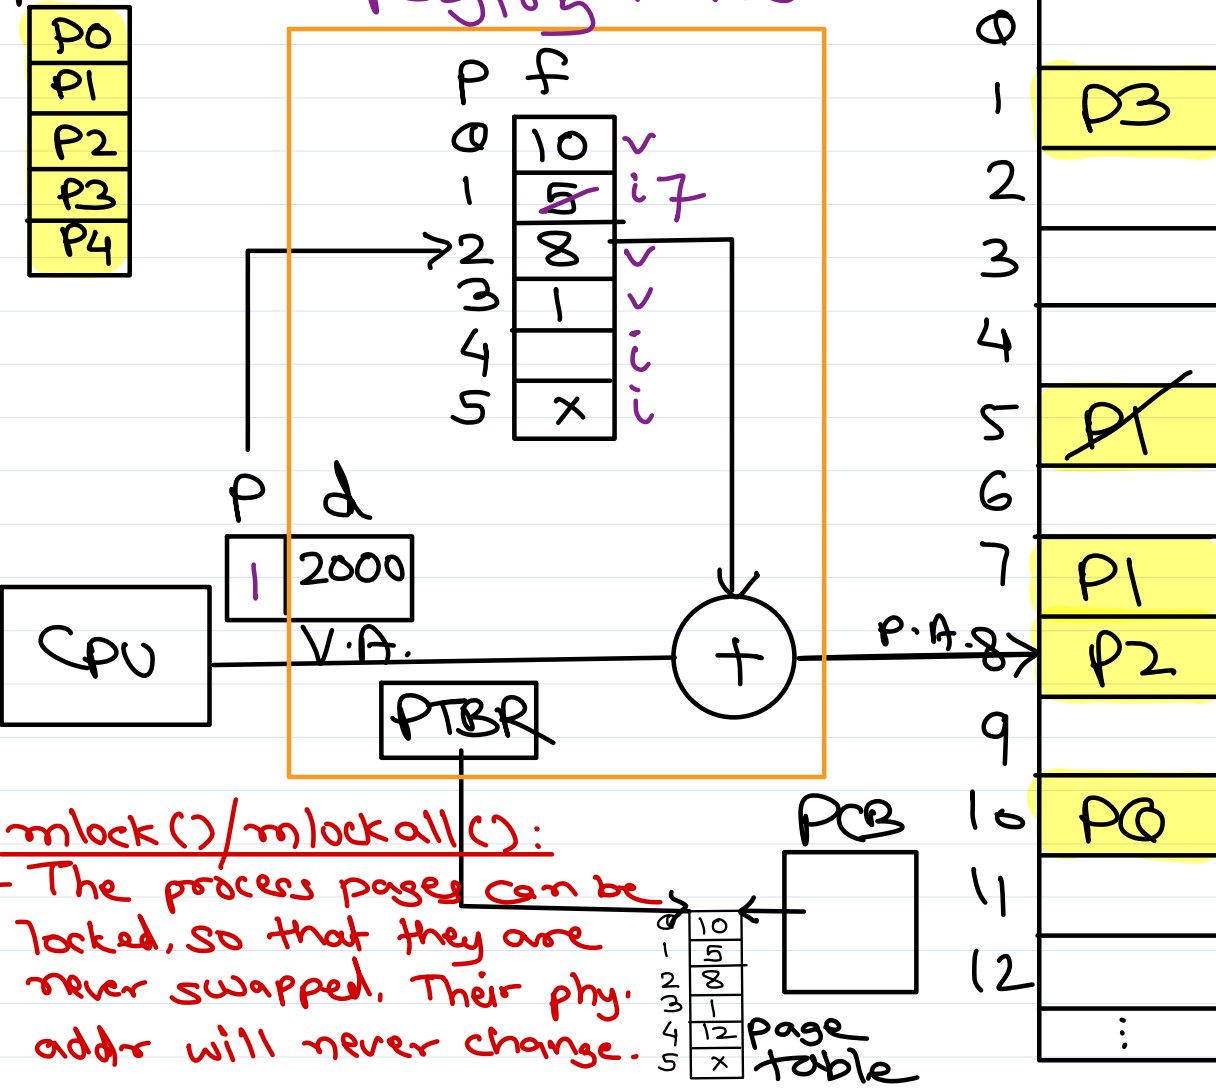 P0
P1
P2
P3
P4
P f
0 10 v
1 5 i 7
2 8 v
3 1 v
4 i
5 x i
P d
1 2000
CPU
V.A.
PTBR
+
P.A.
0
1 P3
2
3
4
5 P1
6
7 P1
8 P2
9
10 P0
11
12
⋮
mlock()/mlockall():
- The process pages can be
locked, so that they are
never swapped. Their phy.
addr will never change.
PCB
0 10
1 5
2 8
3 1
4 12
5 x
page
table